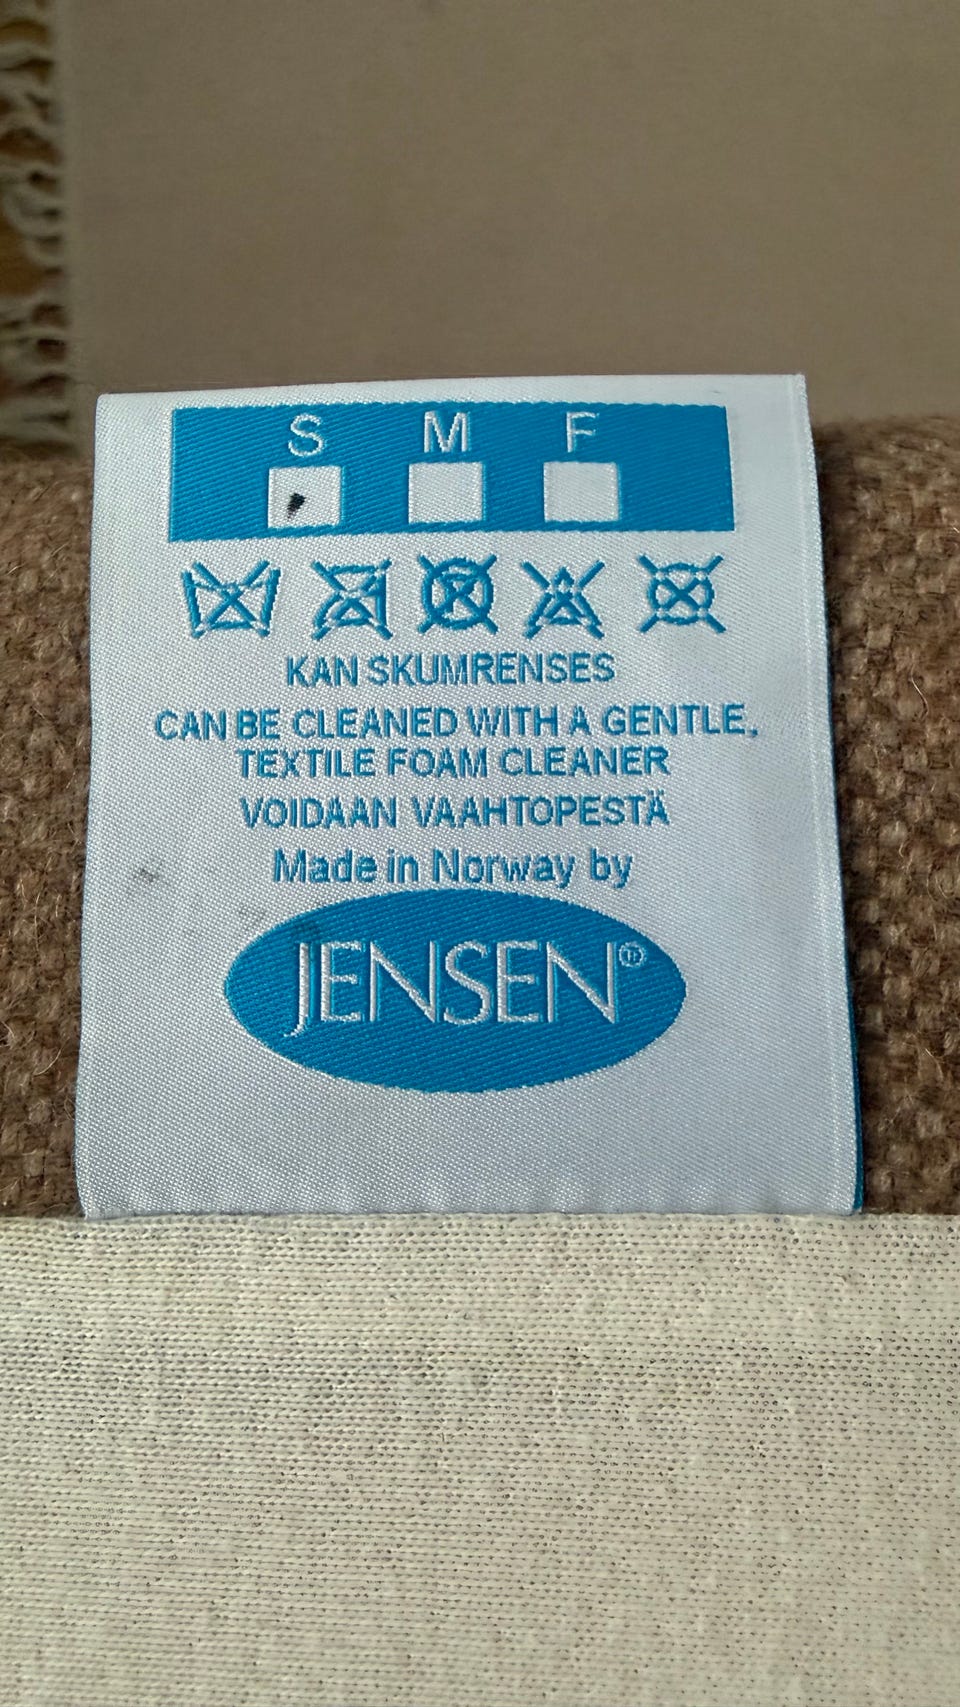 S M F
KAN SKUMRENSES
CAN BE CLEANED WITH A GENTLE,
TEXTILE FOAM CLEANER
VOIDAAN VAAHTOPESTÄ
Made in Norway by
JENSEN®